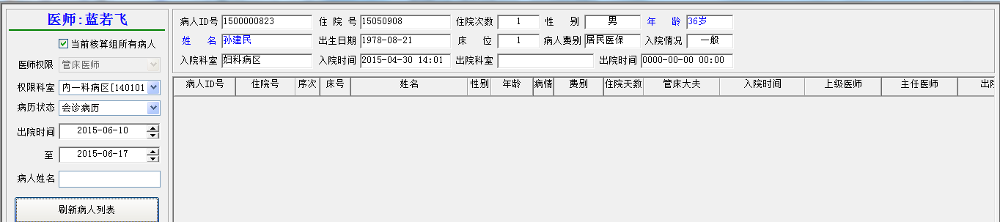 医师:蓝若飞
当前核算组所有病人
医师权限 管床医师
权限科室 内一科病区[140101
病历状态 会诊病历
出院时间 2015-06-10
至 2015-06-17
病人姓名
刷新病人列表
病人ID号 1500000823 住 院 号 15050908 住院次数 1 性 别 男 年 龄 36岁
姓 名 孙建民 出生日期 1978-08-21 床 位 1 病人费别 居民医保 入院情况 一般
入院科室 妇科病区 入院时间 2015-04-30 14:01 出院科室 出院时间 0000-00-00 00:00
病人ID号 住院号 序次 床号 姓名 性别 年龄 病情 费别 住院天数 管床大夫 入院时间 上级医师 主任医师 出院